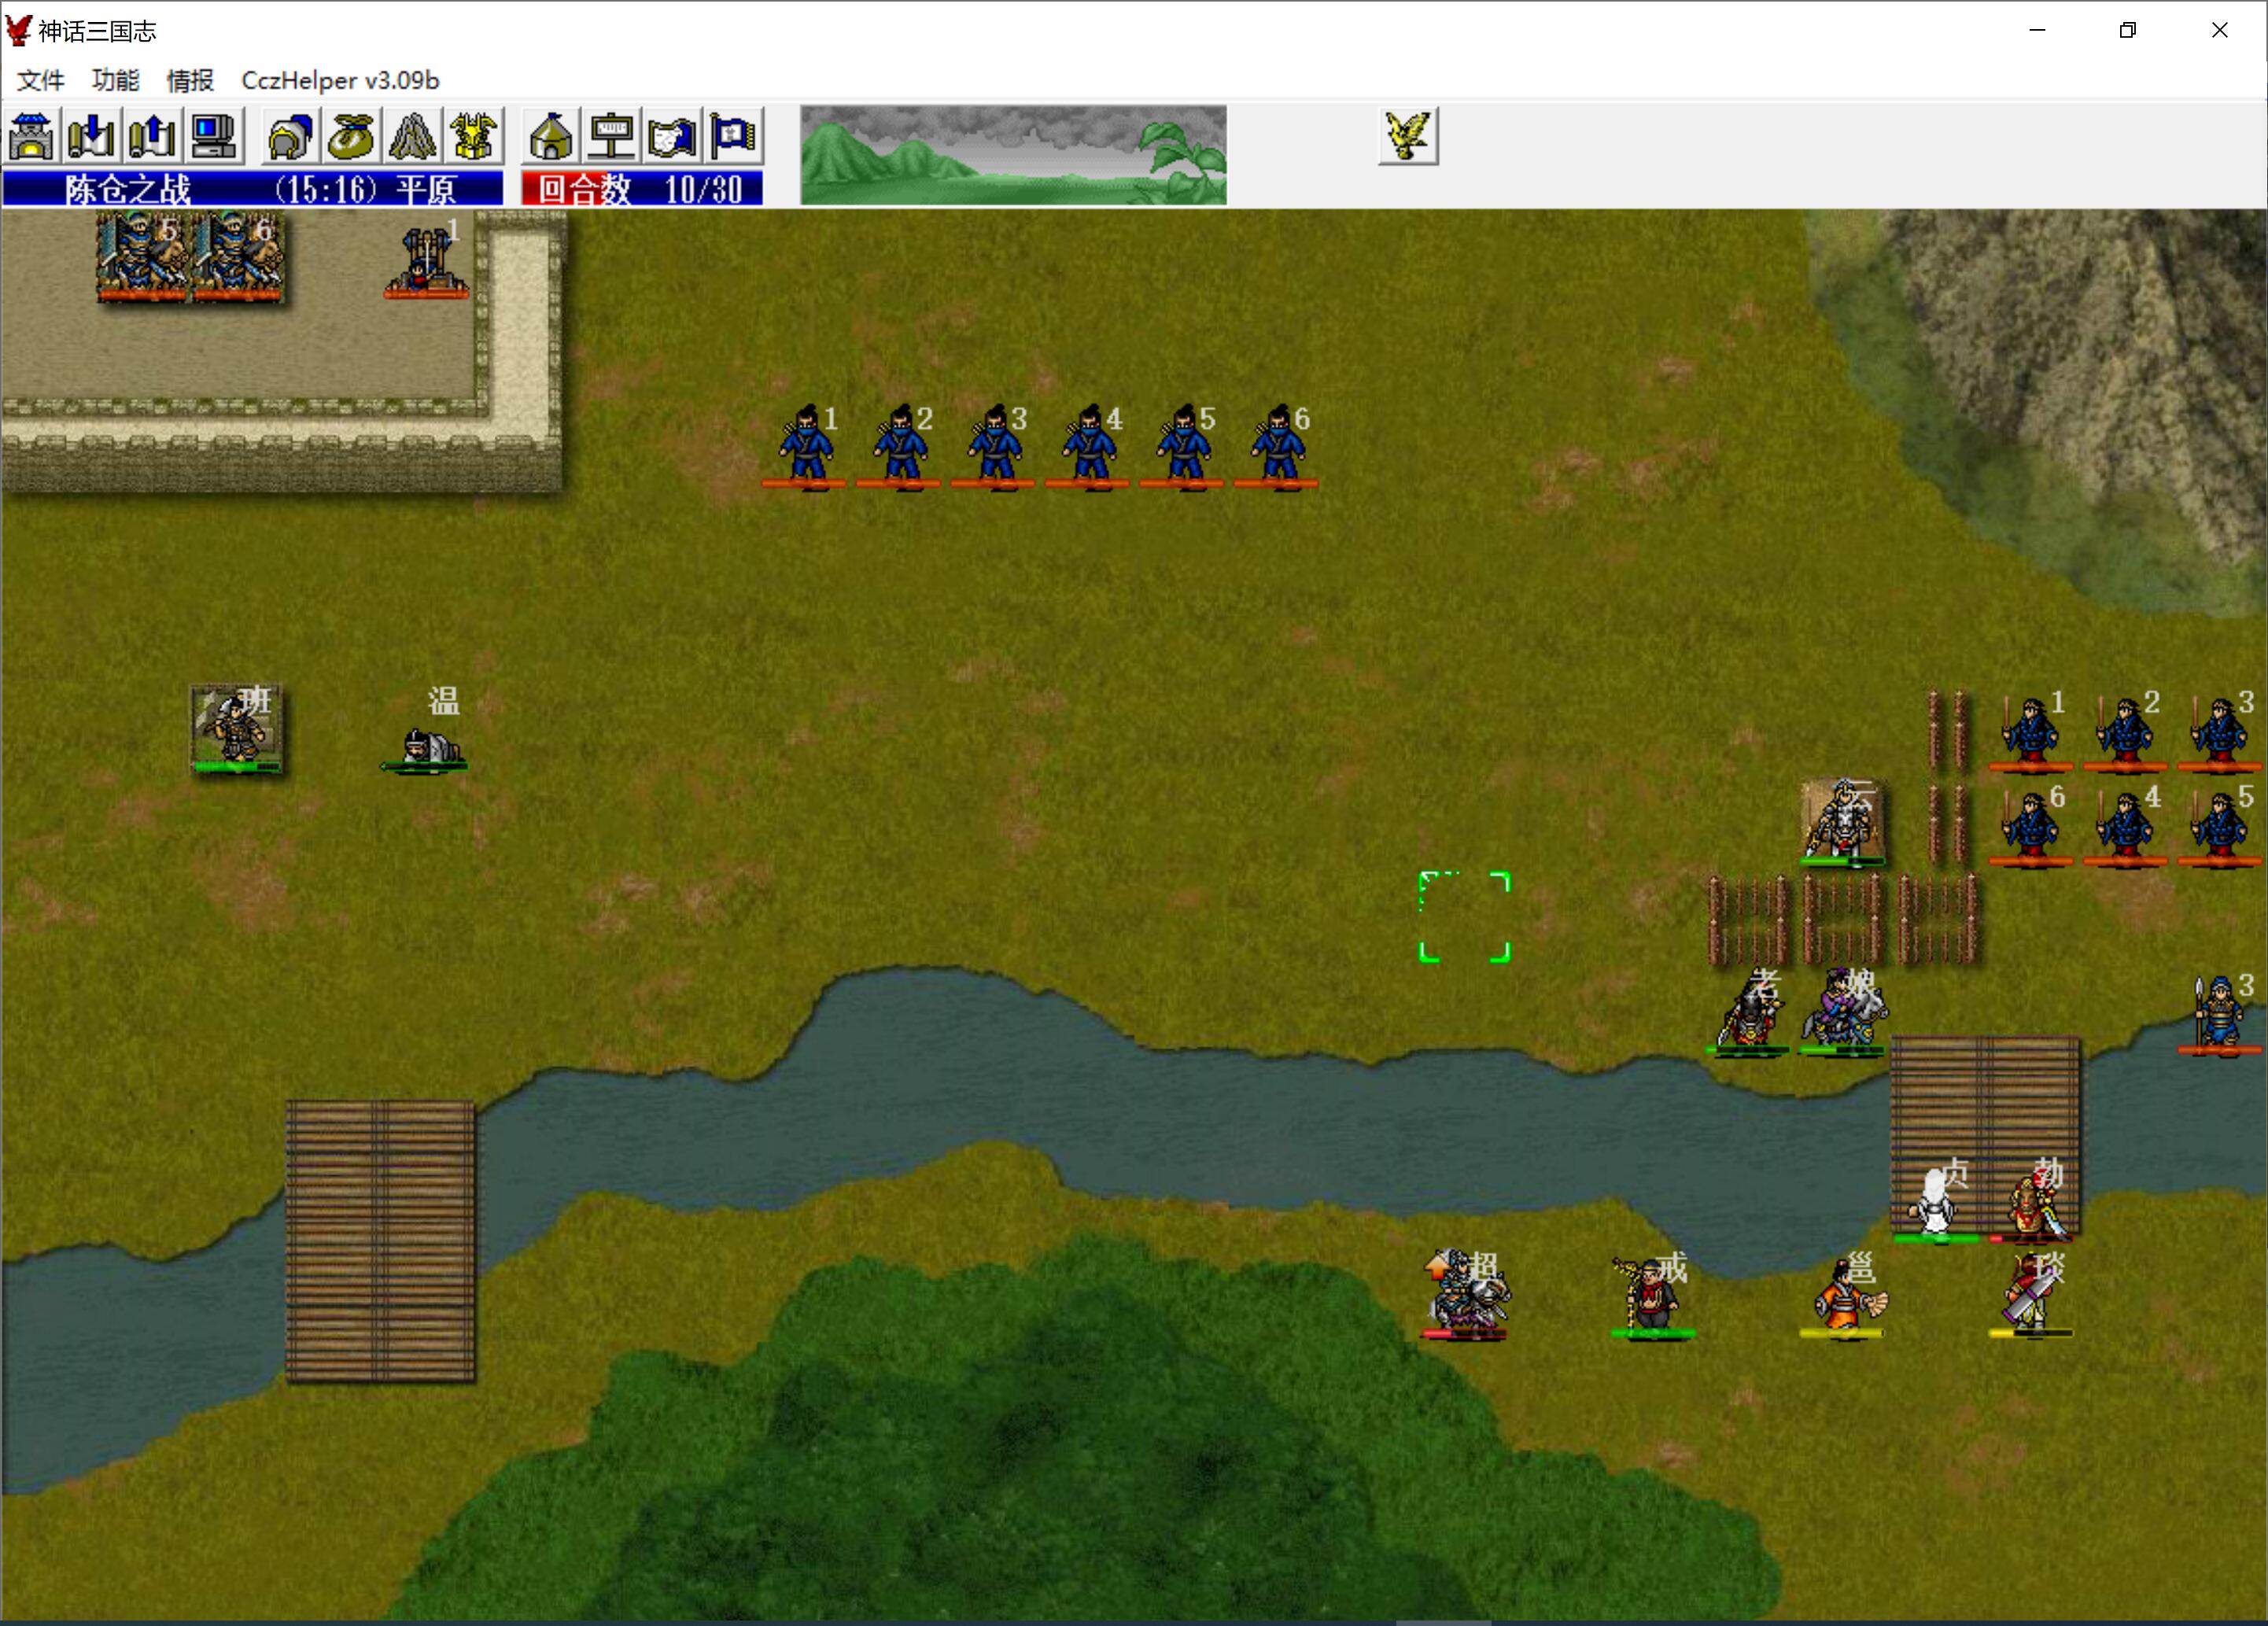 神话三国志
文件 功能 情报 CczHelper v3.09b
陈仓之战 (15:16) 平原 回合数 10/30
5 6 1
1 2 3 4 5 6
班 温 1 2 3
云 6 4 5
老 娘 3
贞 勃
超 戒 邕 琰